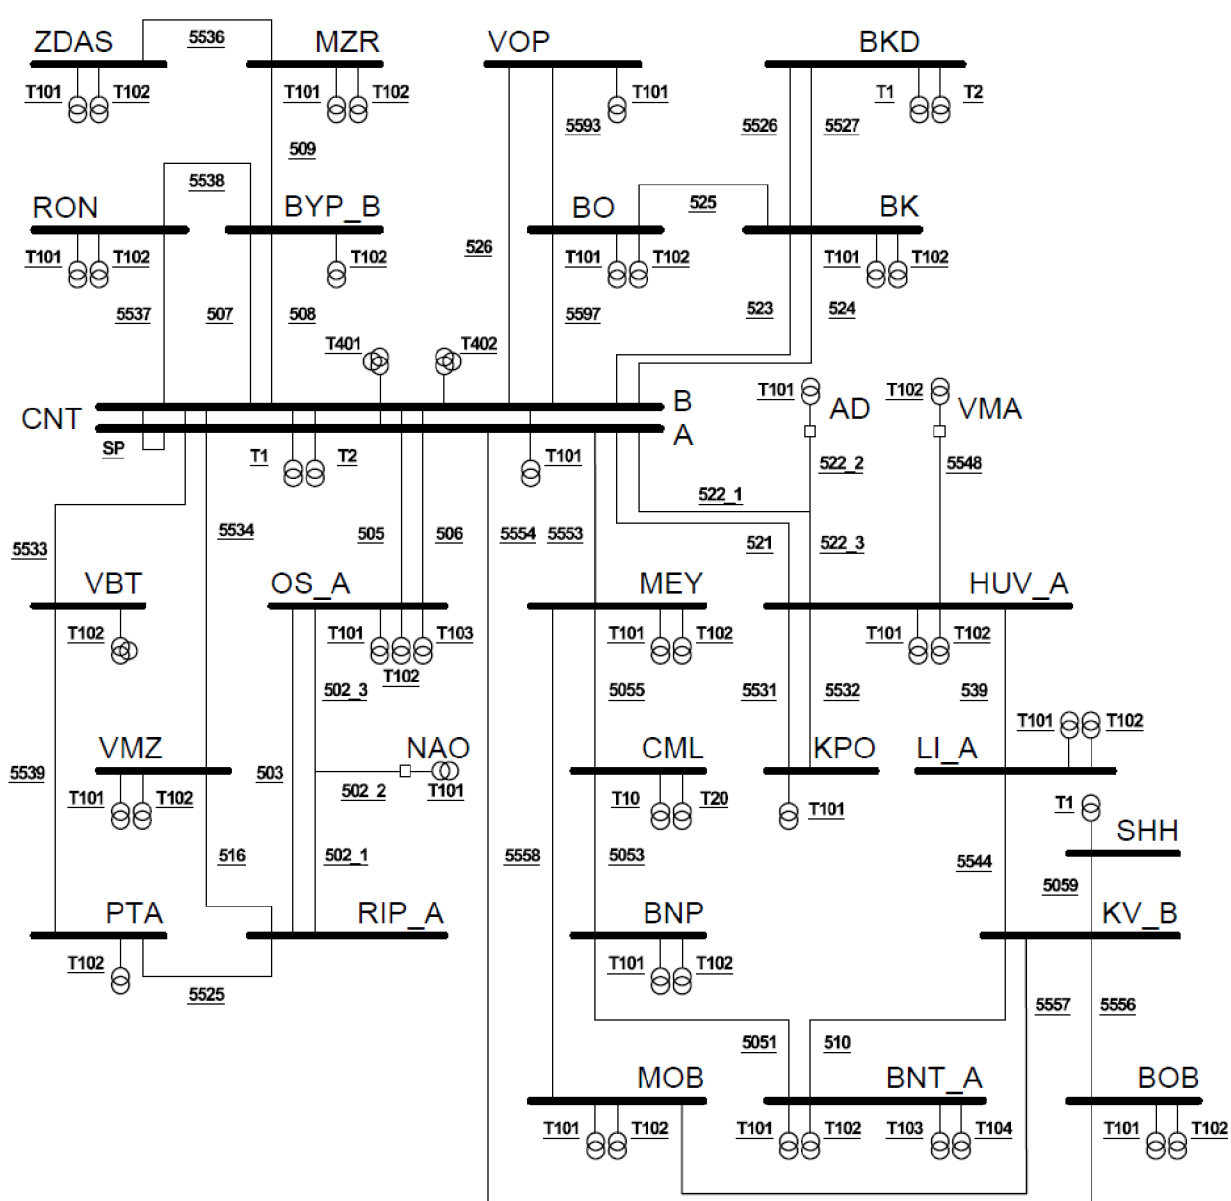 ZDAS 5536 MZR VOP BKD
T101 T102 T101 T102 T101 T1 T2
5593 5526 5527
509
5538
RON BYP_B BO 525 BK
T101 T102 T102 T101 T102 T101 T102
526
5537 507 508 5597 523 524
T401 T402
T101 T102
CNT B AD VMA
A
SP T1 T2 T101 522_2 5548
522_1
5533 5534 505 506 5554 5553 521 522_3
VBT OS_A MEY HUV_A
T102 T101 T103 T101 T102 T101 T102
T102
502_3 5055 5531 5532 539
T101 T102
VMZ NAO CML KPO LI_A
5539 503
T101 T102 502_2 T101 T10 T20 T101 T1
SHH
516 502_1 5558 5053 5544
5059
PTA RIP_A BNP KV_B
T102 T101 T102
5525 5557 5556
5051 510
MOB BNT_A BOB
T101 T102 T101 T102 T103 T104 T101 T102